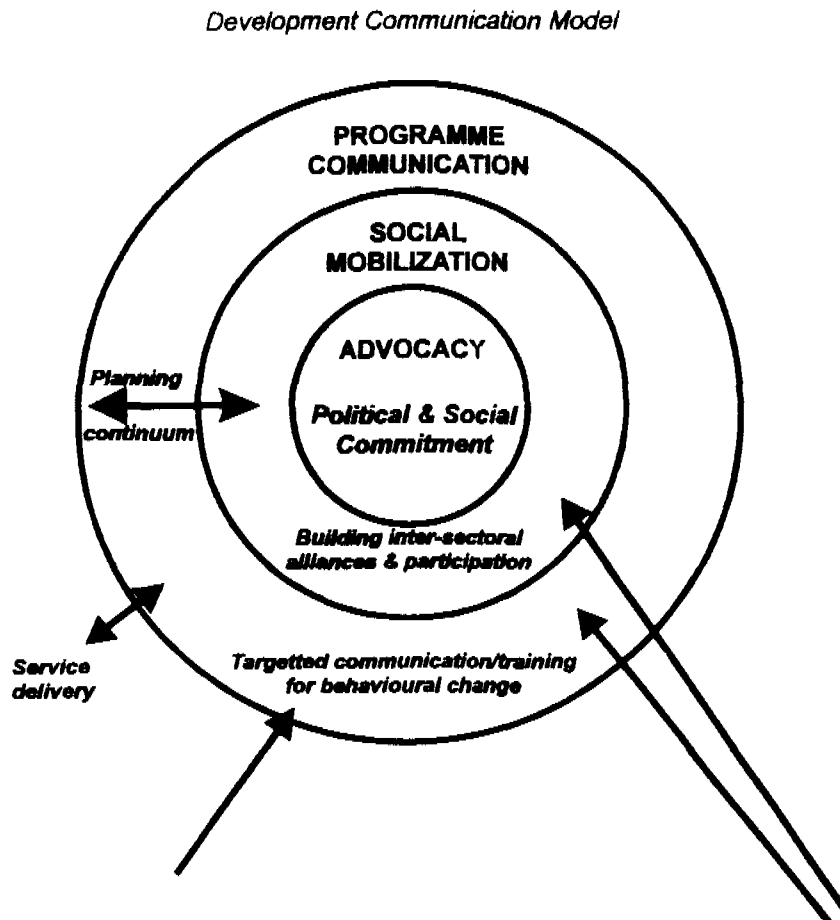 Development Communication Model
PROGRAMME
COMMUNICATION
SOCIAL
MOBILIZATION
ADVOCACY
Political & Social
Commitment
Planning
continuum
Building inter-sectoral
alliances & participation
Service
delivery
Targetted communication/training
for behavioural change